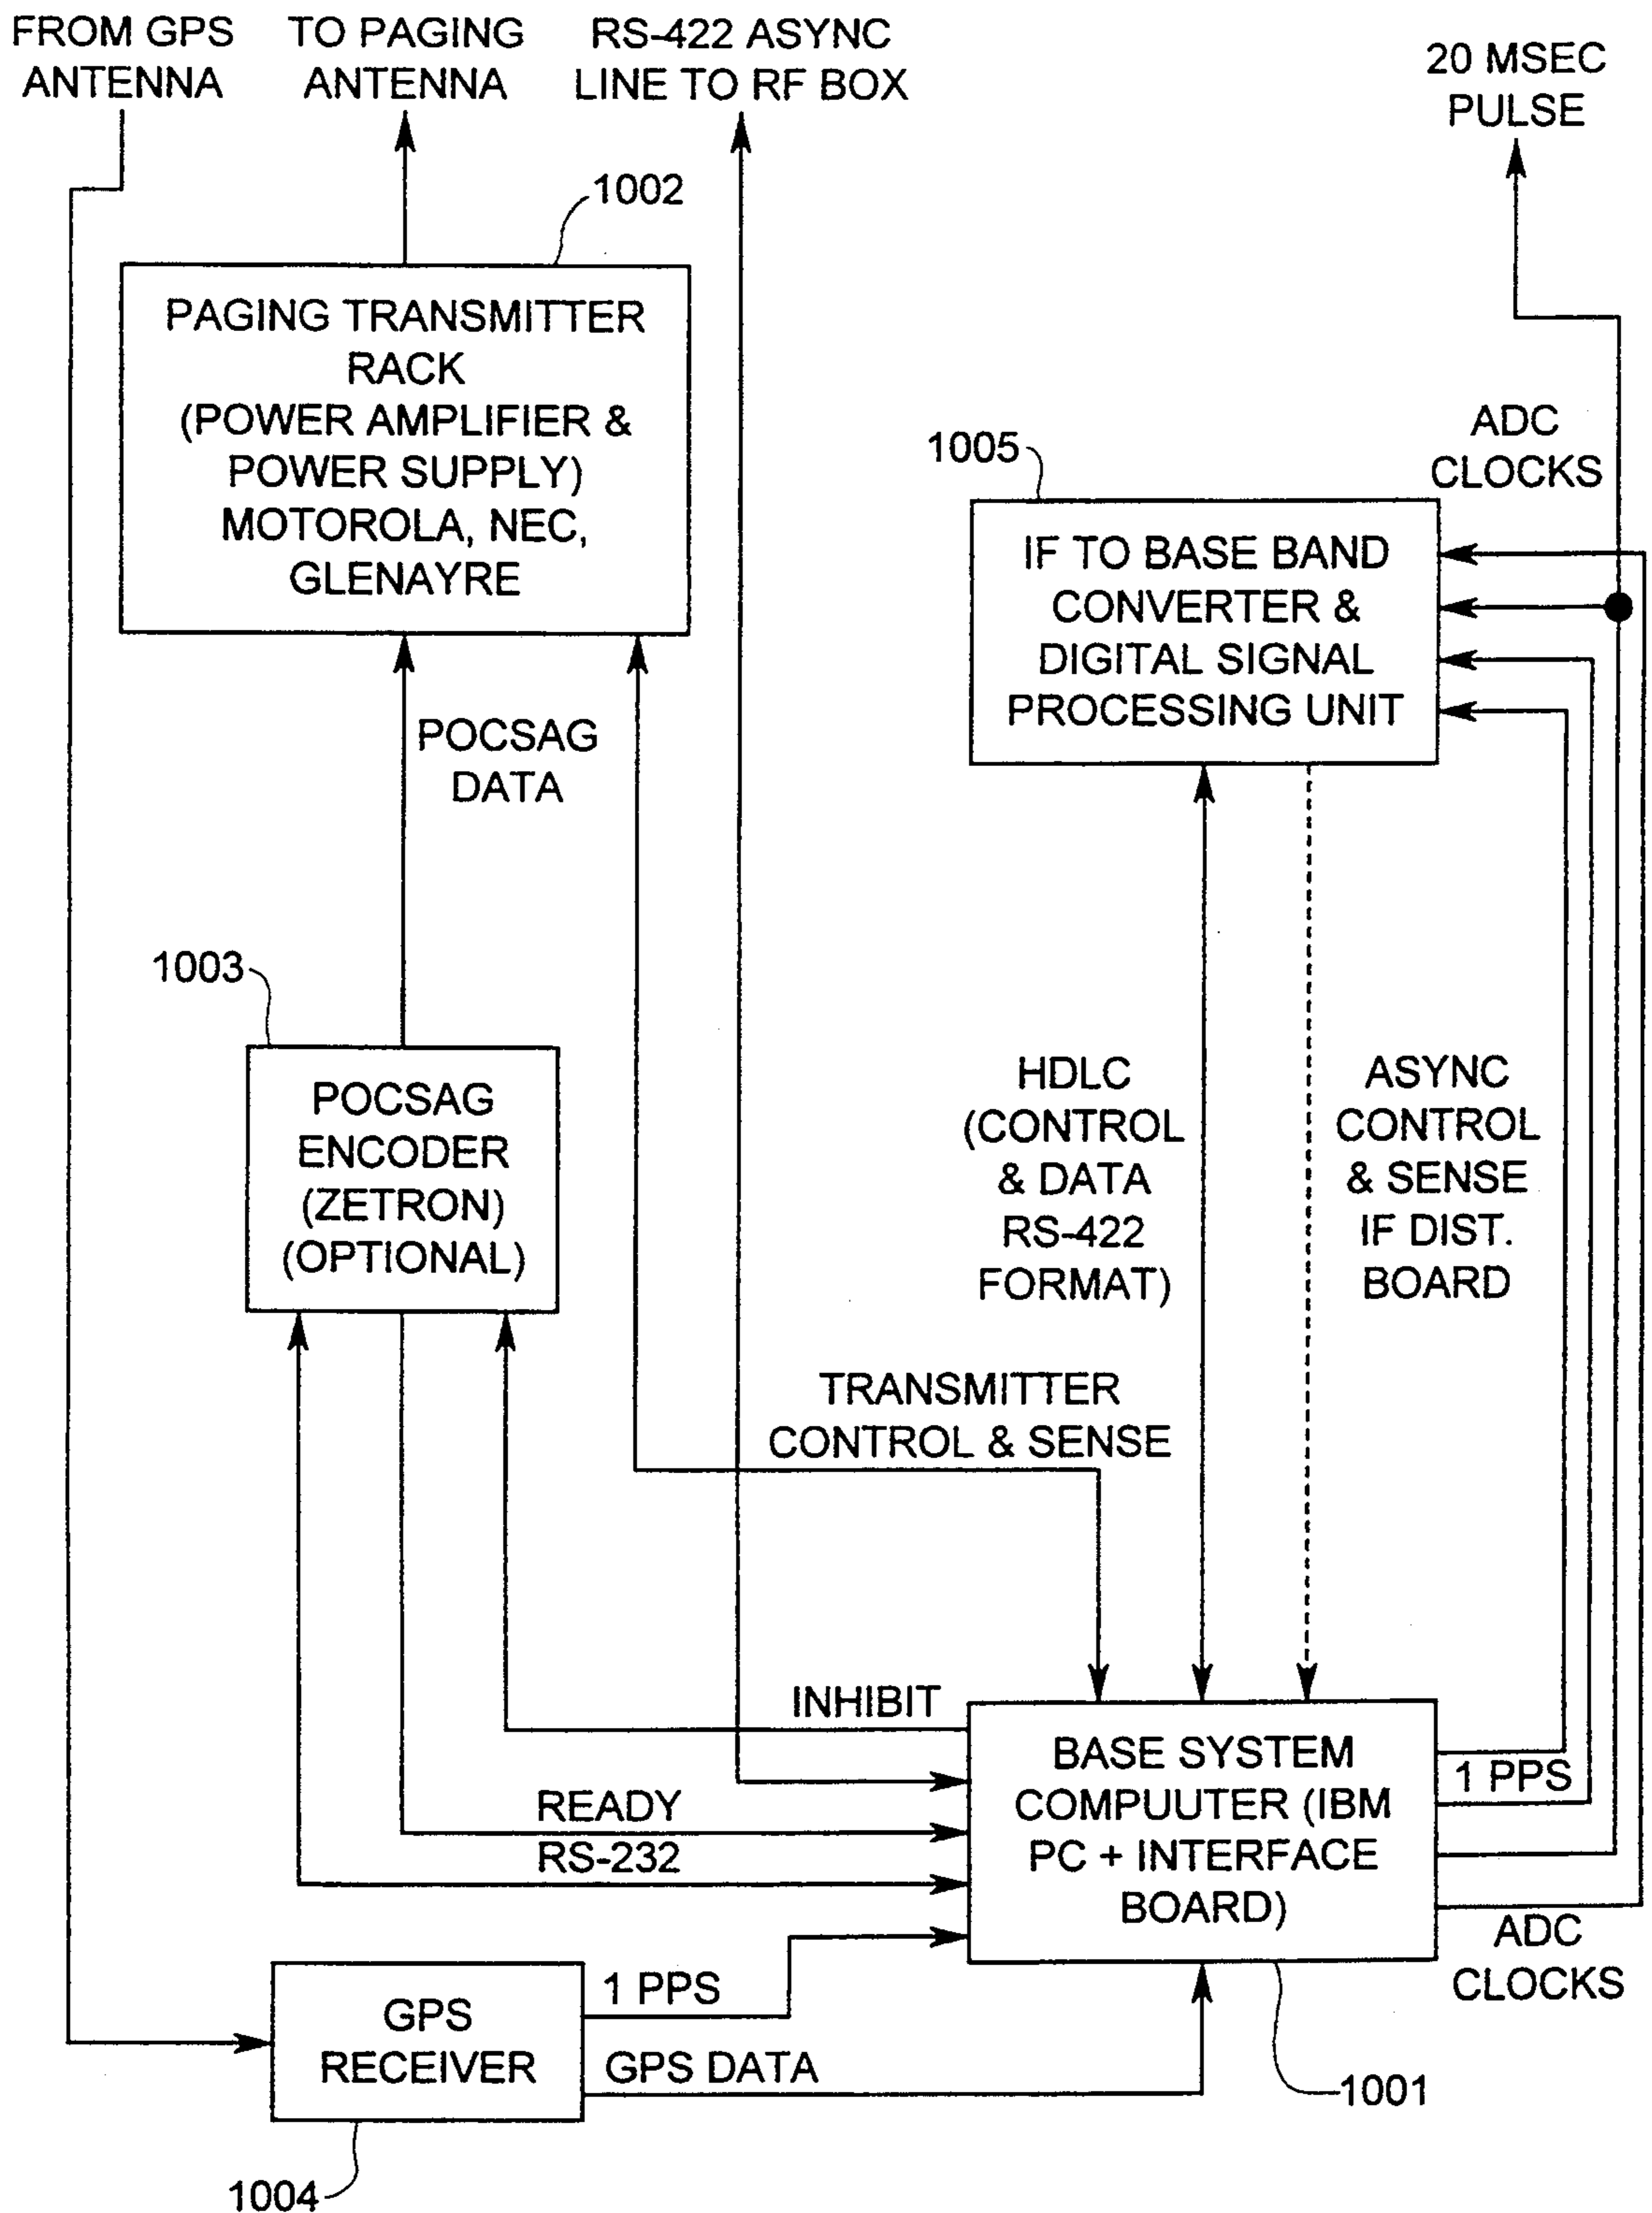 FROM GPS
ANTENNA
TO PAGING
ANTENNA
RS-422 ASYNC
LINE TO RF BOX
20 MSEC
PULSE
1002
PAGING TRANSMITTER
RACK
(POWER AMPLIFIER &
POWER SUPPLY)
MOTOROLA, NEC,
GLENAYRE
ADC
CLOCKS
1005
IF TO BASE BAND
CONVERTER &
DIGITAL SIGNAL
PROCESSING UNIT
POCSAG
DATA
1003
POCSAG
ENCODER
(ZETRON)
(OPTIONAL)
HDLC
(CONTROL
& DATA
RS-422
FORMAT)
ASYNC
CONTROL
& SENSE
IF DIST.
BOARD
TRANSMITTER
CONTROL & SENSE
INHIBIT
READY
RS-232
BASE SYSTEM
COMPUUTER (IBM
PC + INTERFACE
BOARD)
1 PPS
ADC
CLOCKS
1 PPS
GPS
RECEIVER
GPS DATA
1001
1004